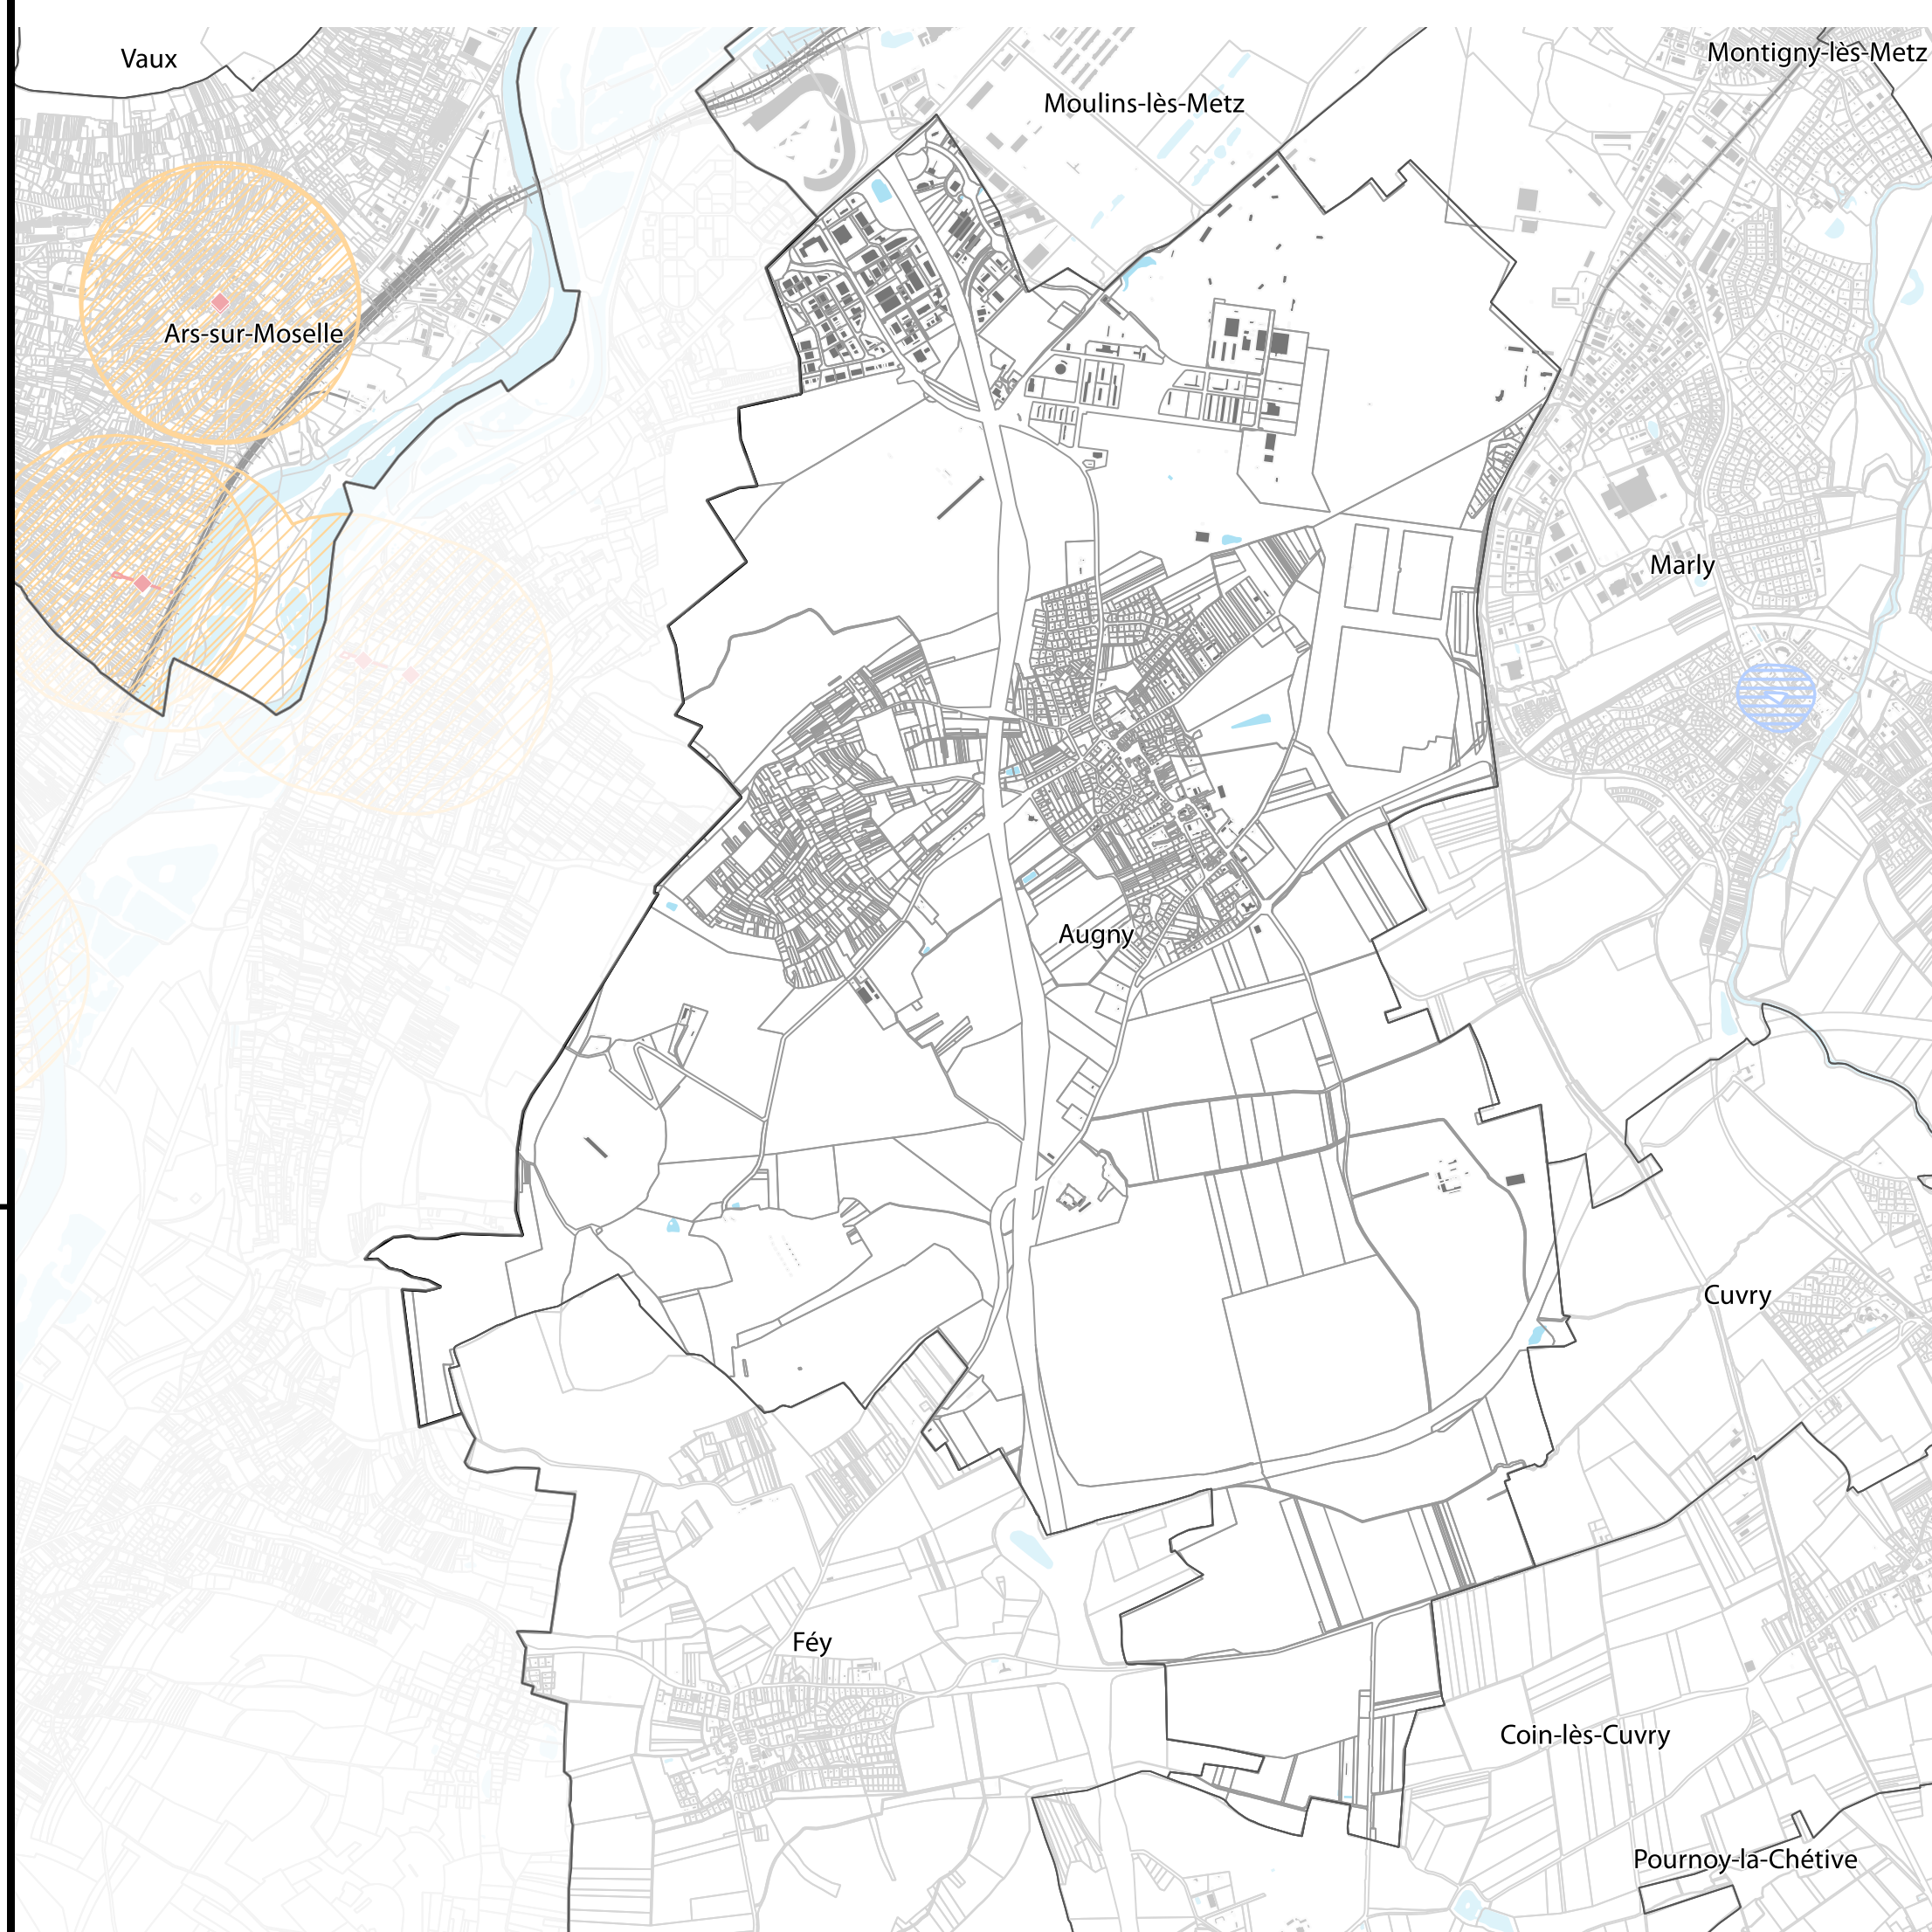 Montigny-lès-Metz
Vaux
Moulins-lès-Metz
Ars-sur-Moselle
Marly
Augny
Cuvry
Féy
Coin-lès-Cuvry
Pournoy-la-Chétive